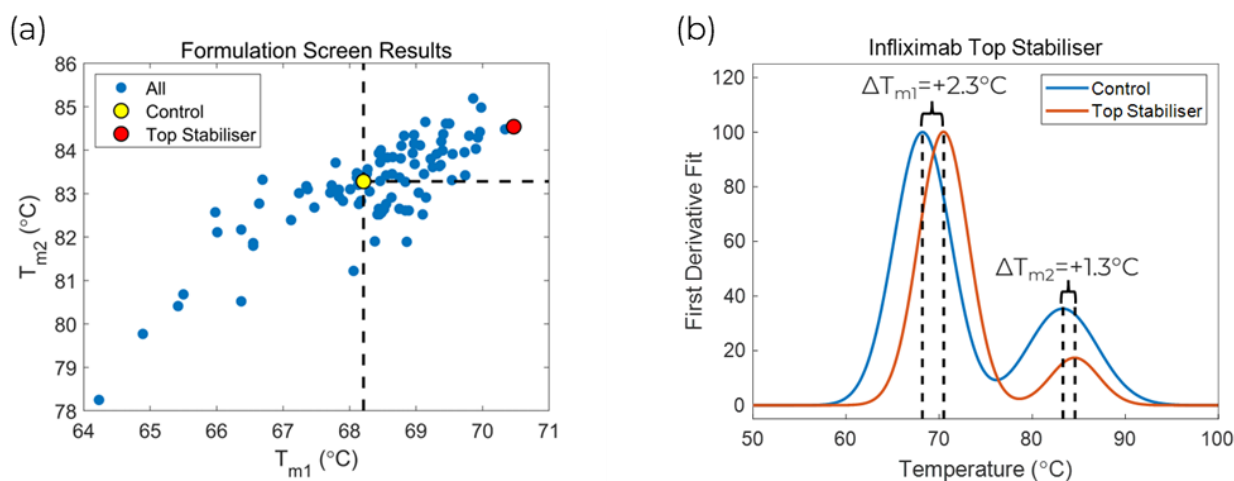 (a)
Formulation Screen Results
All
Control
Top Stabiliser
86
85
84
83
82
81
80
79
78
64
65
66
67
68
69
70
71
Tm2 (°C)
Tm1 (°C)
(b)
Infliximab Top Stabiliser
Control
Top Stabiliser
ΔTm1=+2.3°C
ΔTm2=+1.3°C
120
100
80
60
40
20
0
50
60
70
80
90
100
First Derivative Fit
Temperature (°C)